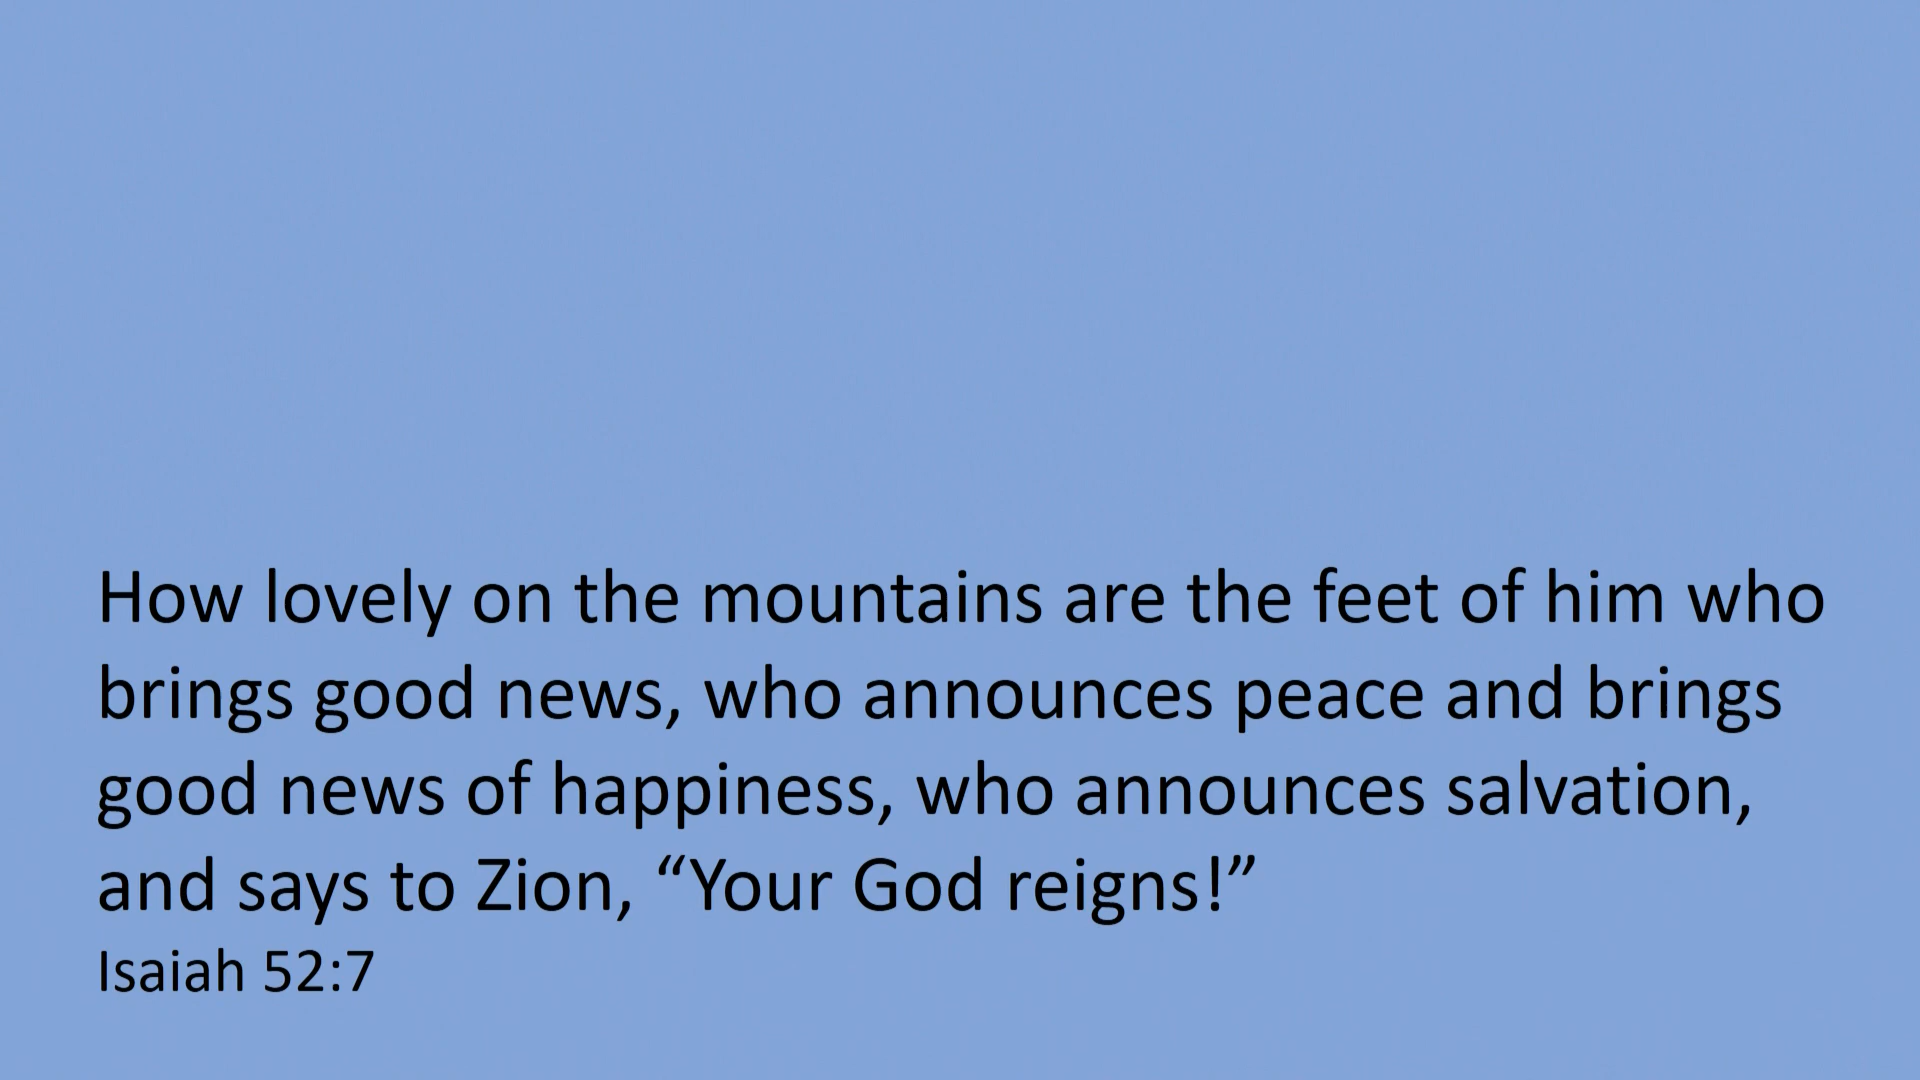 How lovely on the mountains are the feet of him who
brings good news, who announces peace and brings
good news of happiness, who announces salvation,
and says to Zion, “Your God reigns!”
Isaiah 52:7